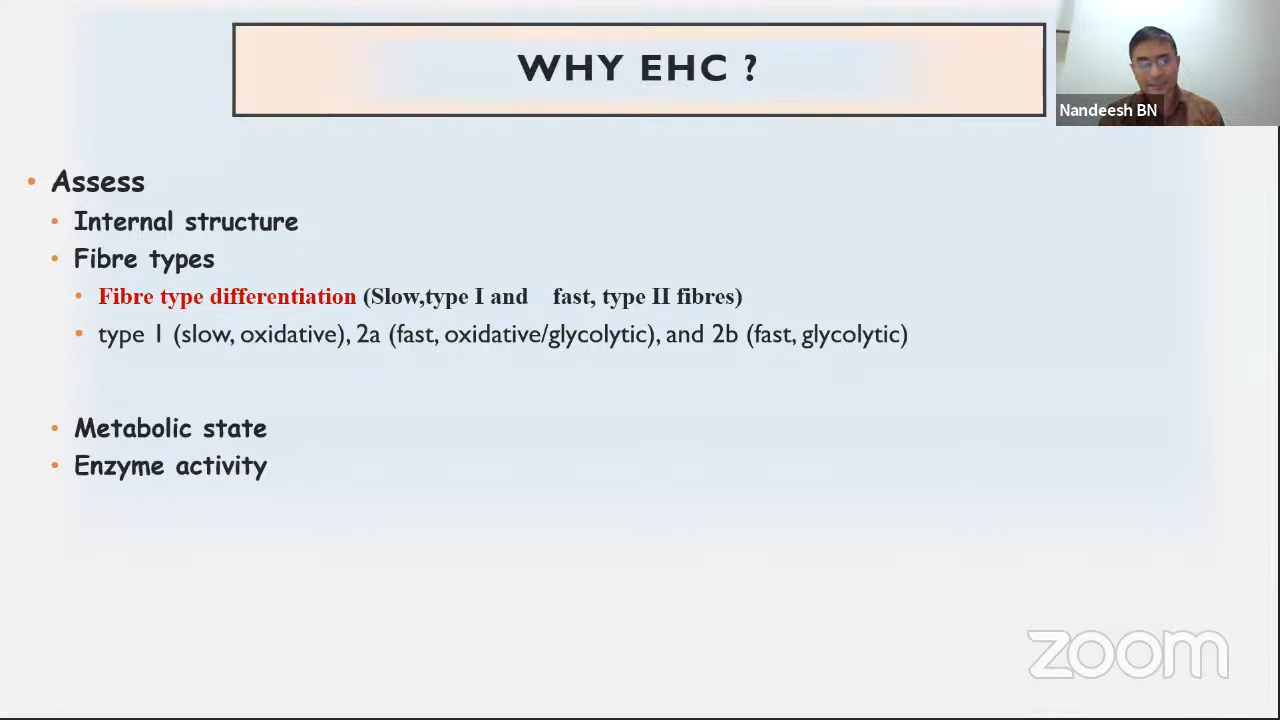 WHY EHC ?
Nandeesh BN
• Assess
• Internal structure
• Fibre types
• Fibre type differentiation (Slow,type I and fast, type II fibres)
• type 1 (slow, oxidative), 2a (fast, oxidative/glycolytic), and 2b (fast, glycolytic)
• Metabolic state
• Enzyme activity
zoom